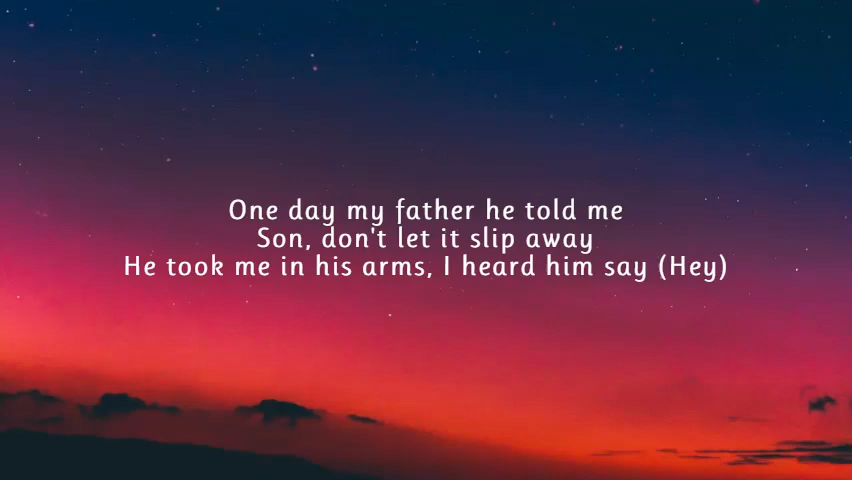 One day my father he told me
Son, don't let it slip away
He took me in his arms, I heard him say (Hey)